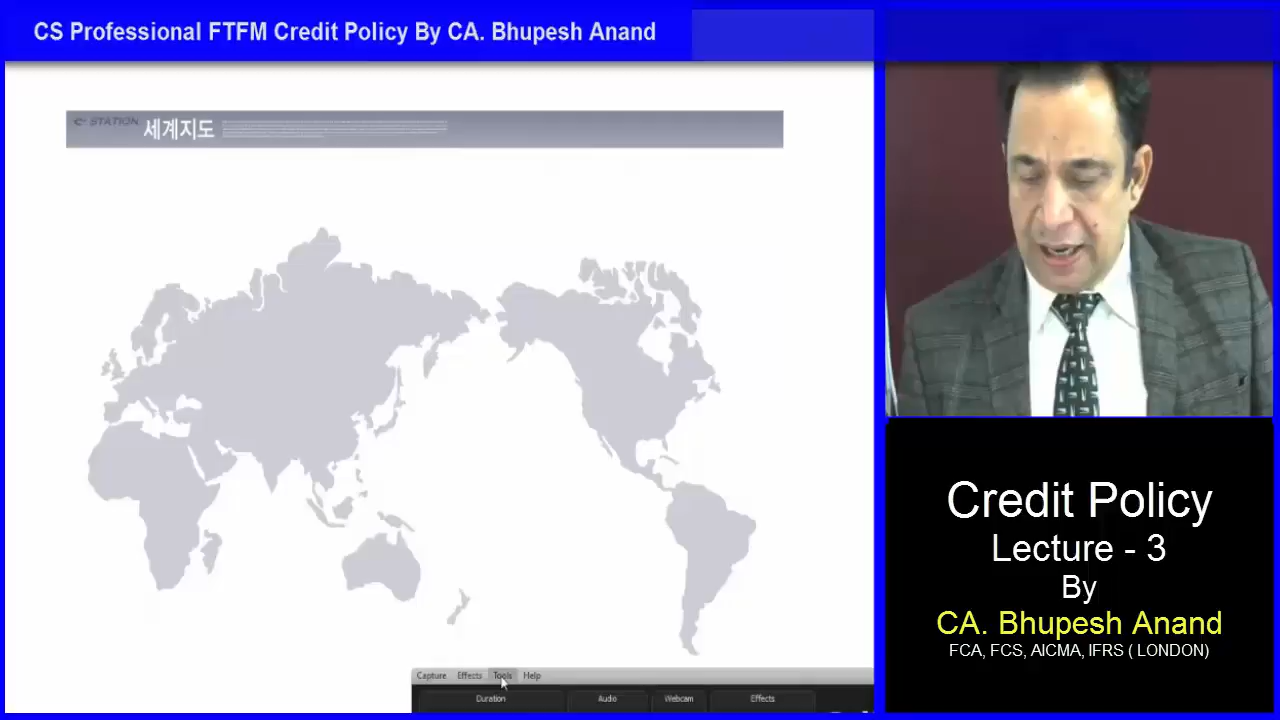 CS Professional FTFM Credit Policy By CA. Bhupesh Anand
STATION 세계지도
Capture Effects Tools Help
Duration Audio Webcam Effects
Credit Policy
Lecture - 3
By
CA. Bhupesh Anand
FCA, FCS, AICMA, IFRS ( LONDON)